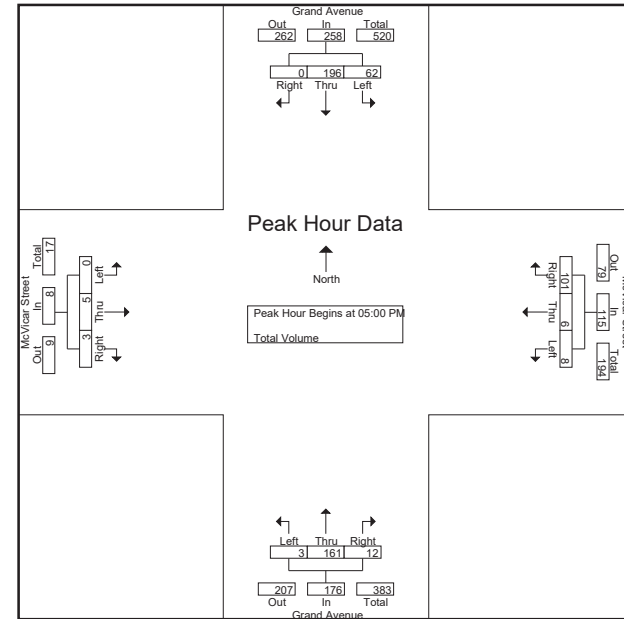 Grand Avenue
Out In Total
262 258 520
0 196 62
Right Thru Left
Peak Hour Data
North
Peak Hour Begins at 05:00 PM
Total Volume
McVicar Street
Total In Out
17 8 9
0 5 3
Left Thru Right
Right Thru Left
101 6 8
Out In Total
79 115 194
Left Thru Right
3 161 12
207 176 383
Out In Total
Grand Avenue